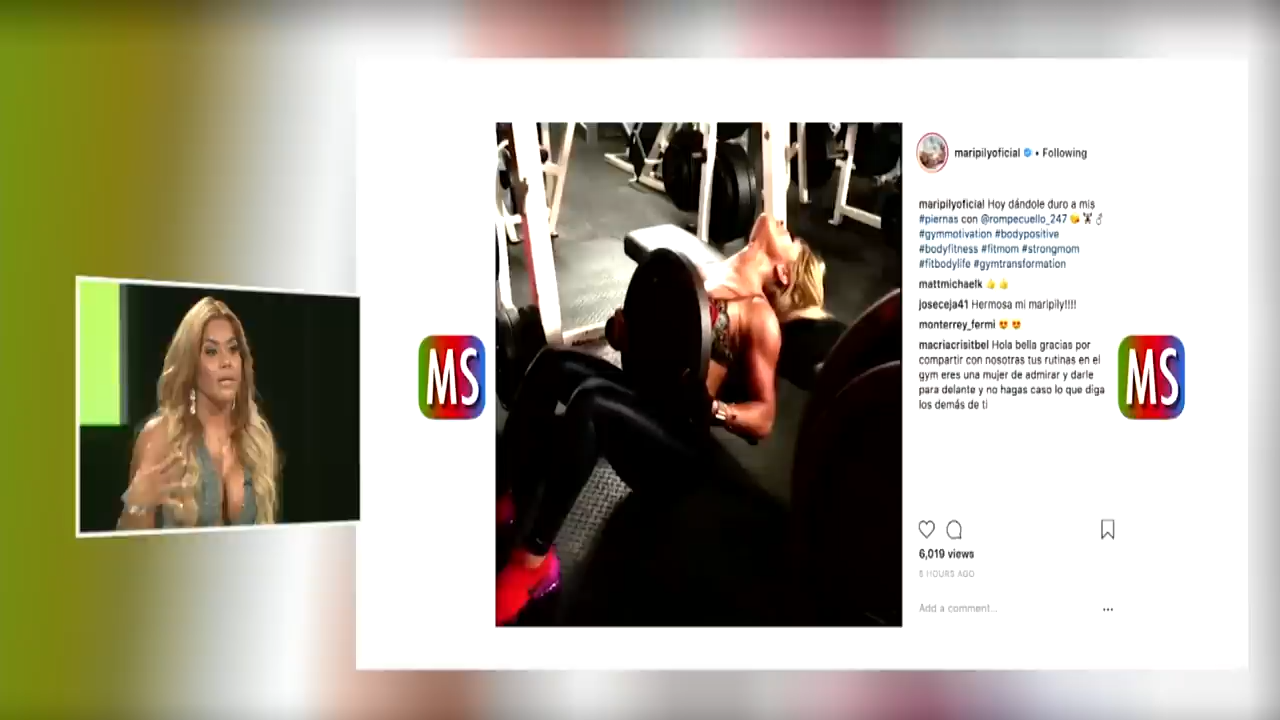 maripilyoficial • Following
maripilyoficial Hoy dándole duro a mis
#piernas con @rompecuello_247
#gymmotivation #bodypositive
#bodyfitness #fitmom #strongmom
#fitbodylife #gymtransformation
mattmichaelk
joseceja41 Hermosa mi maripily!!!!
monterrey_fermi
macriacrisitbel Hola bella gracias por
compartir con nosotras tus rutinas en el
gym eres una mujer de admirar y darle
para delante y no hagas caso lo que diga
los demás de ti
MS
MS
6,019 views
6 HOURS AGO
Add a comment...